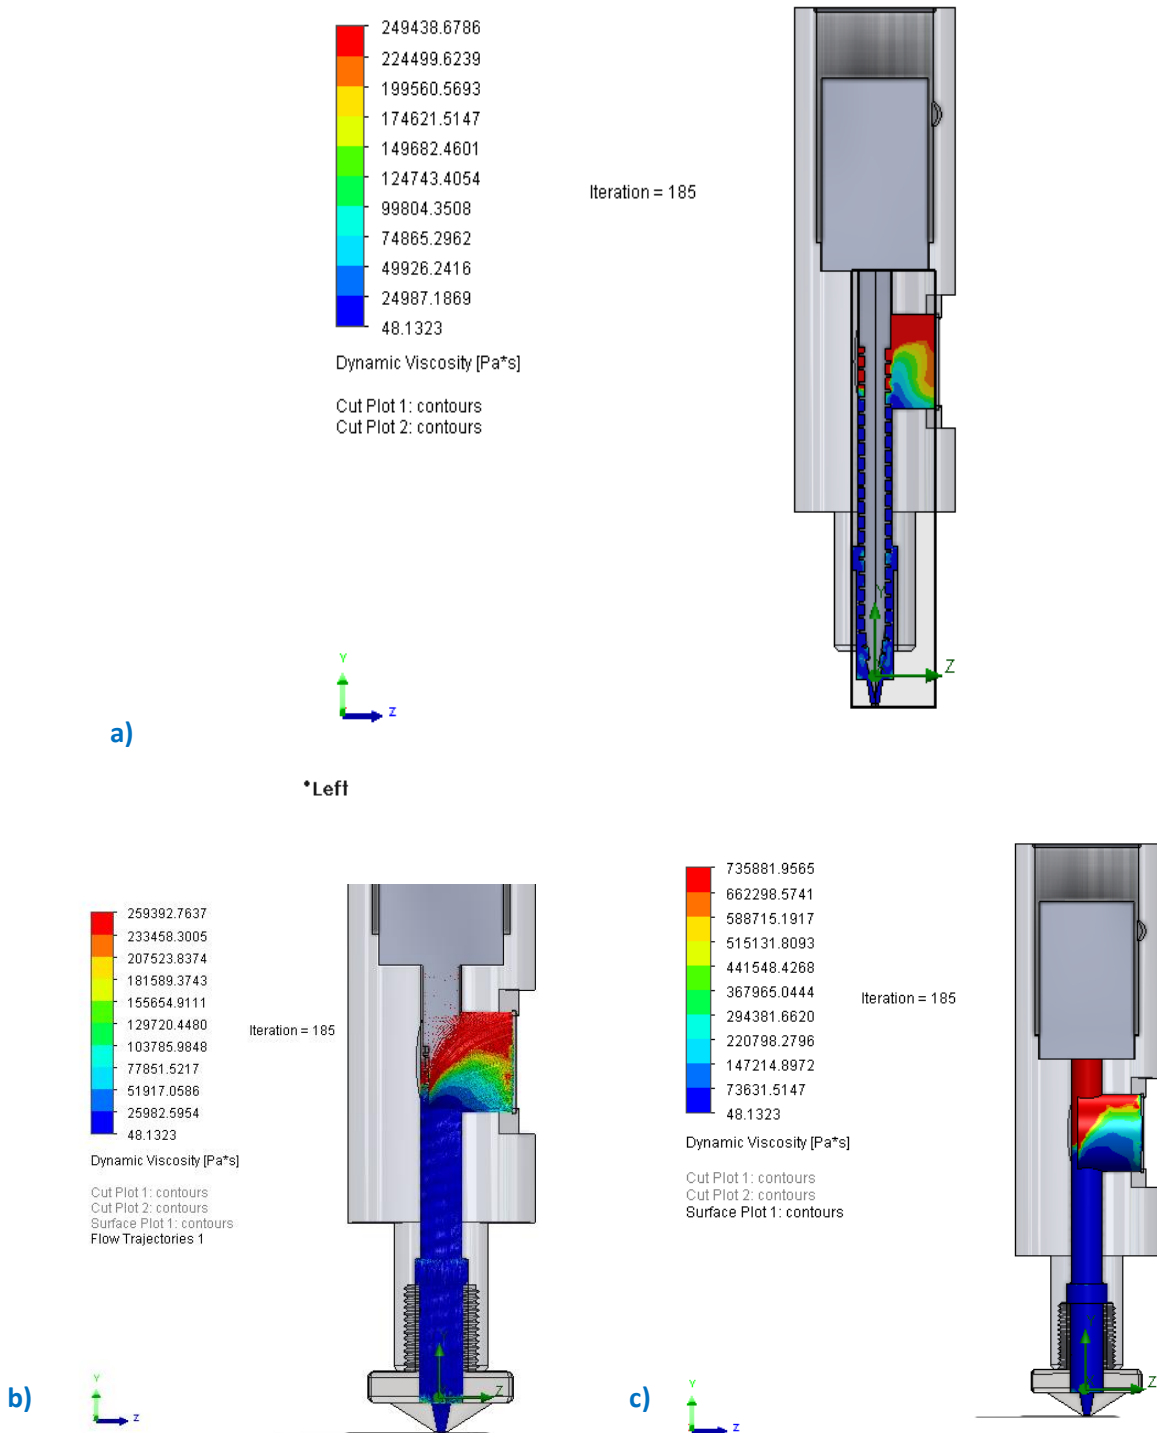 249438.6786
224499.6239
199560.5693
174621.5147
149682.4601
124743.4054
99804.3508
74865.2962
49926.2416
24987.1869
48.1323
Dynamic Viscosity [Pa*s]
Cut Plot 1: contours
Cut Plot 2: contours
Iteration = 185
Y
Z
Y
Z
a)
*Left
259392.7637
233458.3005
207523.8374
181589.3743
155654.9111
129720.4480
103785.9848
77851.5217
51917.0586
25982.5954
48.1323
Dynamic Viscosity [Pa*s]
Cut Plot 1: contours
Cut Plot 2: contours
Surface Plot 1: contours
Flow Trajectories 1
Iteration = 185
Y
Z
Y
Z
b)
735881.9565
662298.5741
588715.1917
515131.8093
441548.4268
367965.0444
294381.6620
220798.2796
147214.8972
73631.5147
48.1323
Dynamic Viscosity [Pa*s]
Cut Plot 1: contours
Cut Plot 2: contours
Surface Plot 1: contours
Iteration = 185
Y
Z
Y
Z
c)